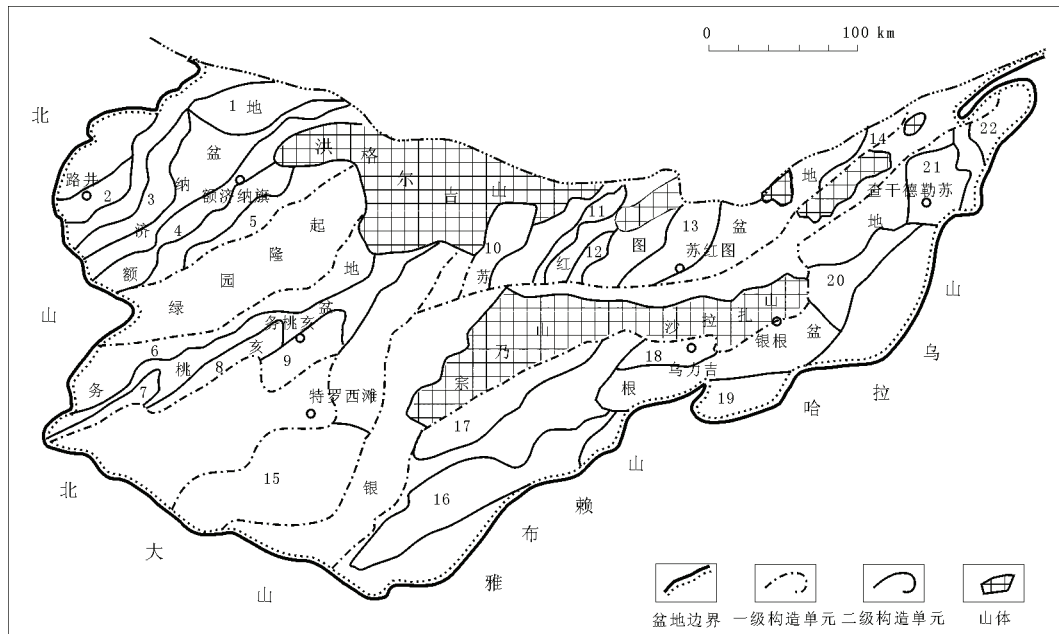 0 100 km
北
山
1 地
盆
路井
2
3
纳
额济纳旗
济
4
5
额
洪格尔吉山
绿园隆起
地
盆
务桃亥
亥
6
桃
8
9
务
7
特罗西滩
10
11
苏
红
12
图
13
盆
苏红图
地
14
22
21
查干德勒苏
地
20
宗乃山
沙拉扎山
银根
盆
18
乌力吉
根
19
17
15
银
16
北大山
雅布赖山
哈拉乌山
盆地边界 一级构造单元 二级构造单元 山体